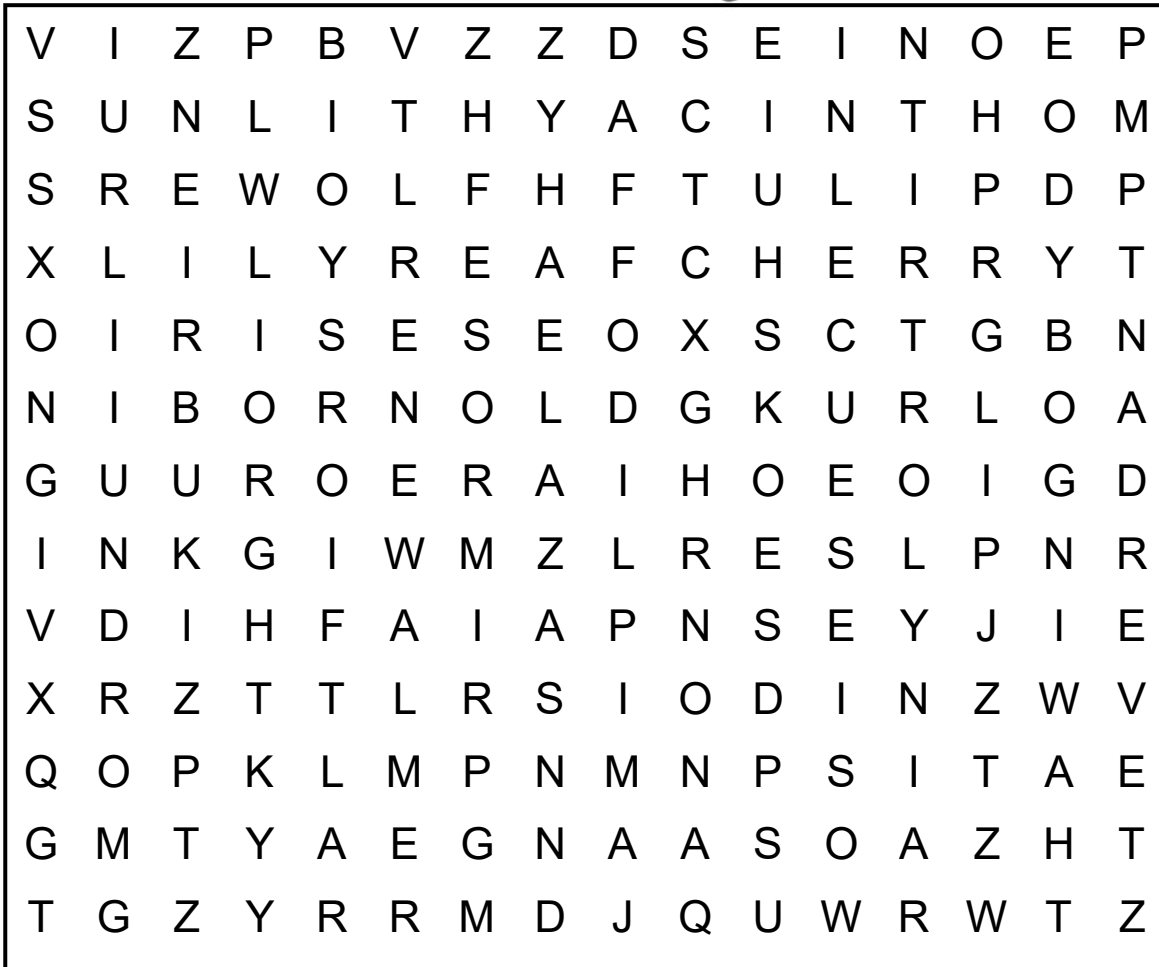 V I Z P B V Z Z D S E I N O E P
S U N L I T H Y A C I N T H O M
S R E W O L F H F T U L I P D P
X L I L Y R E A F C H E R R Y T
O I R I S E S E O X S C T G B N
N I B O R N O L D G K U R L O A
G U U R O E R A I H O E O I G D
I N K G I W M Z L R E S L P N R
V D I H F A I A P N S E Y J I E
X R Z T T L R S I O D I N Z W V
Q O P K L M P N M N P S I T A E
G M T Y A E G N A A S O A Z H T
T G Z Y R R M D J Q U W R W T Z